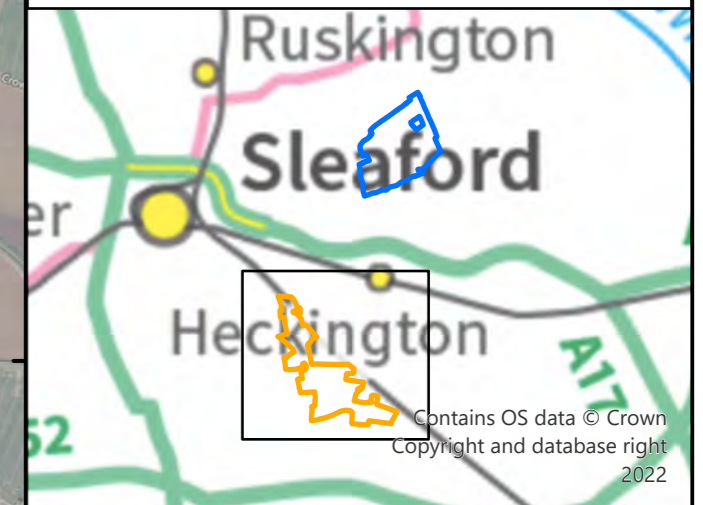 Ruskington
Sleaford
er
Heckington
A17
52
Contains OS data © Crown
Copyright and database right
2022